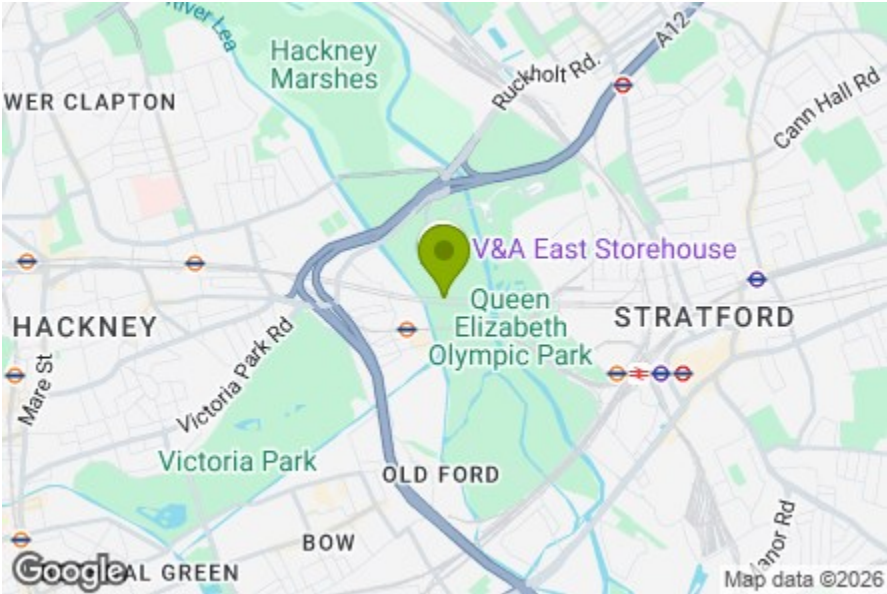 River Lea
Hackney
Marshes
Ruckholt Rd.
A12
WER CLAPTON
Cann Hall Rd
V&A East Storehouse
Queen
Elizabeth
Olympic Park
STRATFORD
HACKNEY
Mare St
Victoria Park Rd
Victoria Park
OLD FORD
BOW
Manor Rd
Google
AL GREEN
Map data ©2026